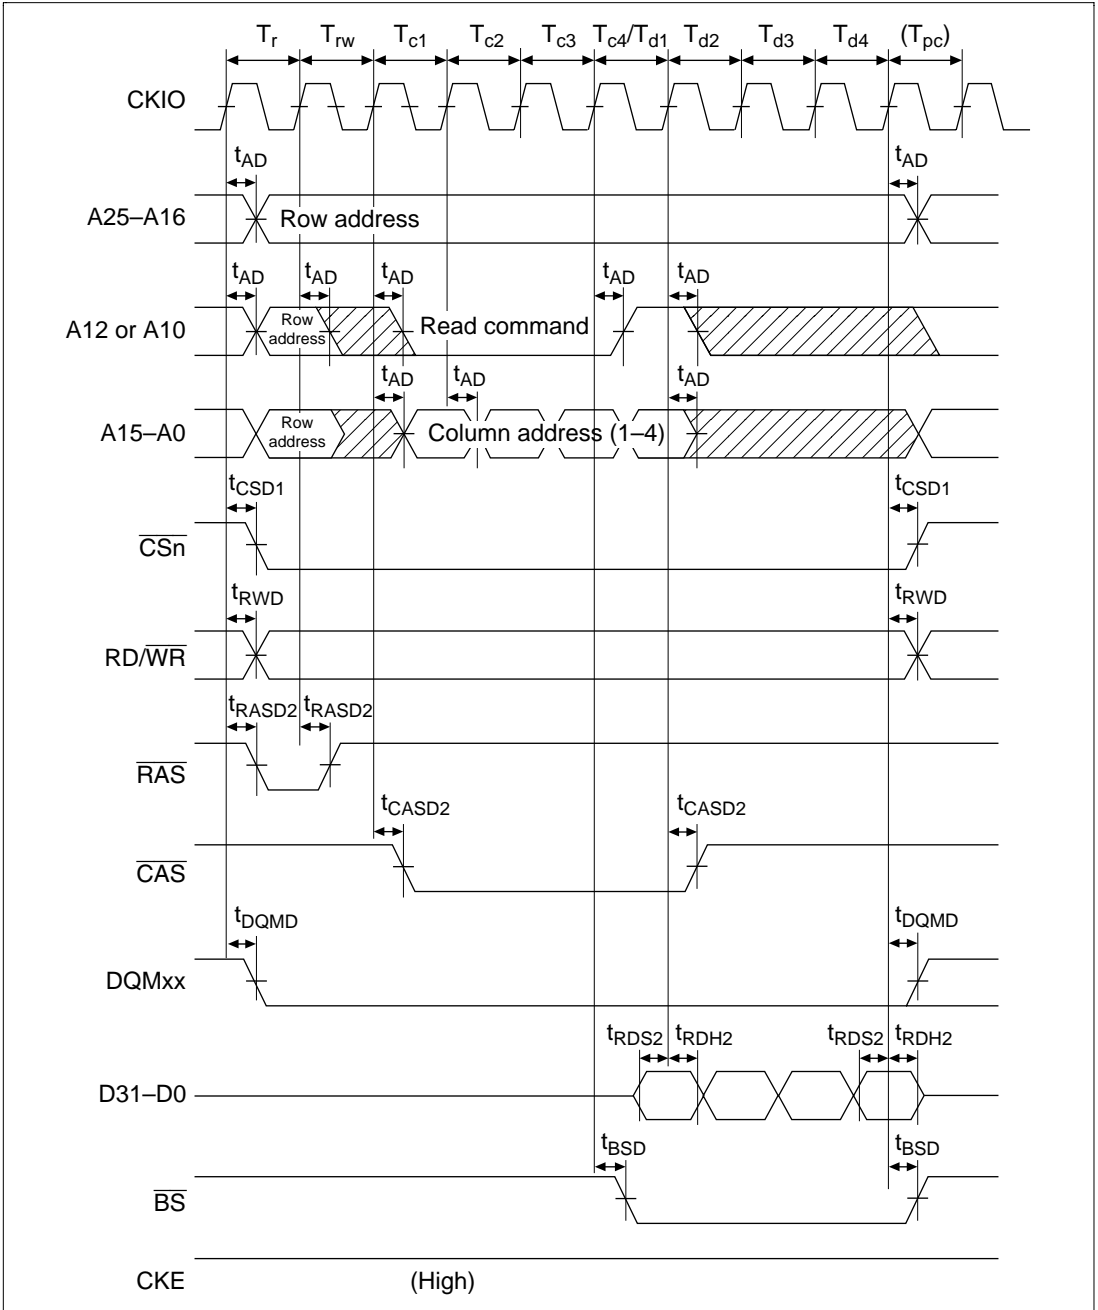 Tr Trw Tc1 Tc2 Tc3 Tc4/Td1 Td2 Td3 Td4 (Tpc)
CKIO
tAD tAD
A25–A16 Row address
tAD tAD tAD tAD tAD
A12 or A10 Row address Read command
tAD tAD tAD
A15–A0 Row address Column address (1–4)
tCSD1 tCSD1
CSn
tRWD tRWD
RD/WR
tRASD2 tRASD2
RAS
tCASD2 tCASD2
CAS
tDQMD tDQMD
DQMxx
tRDS2 tRDH2 tRDS2 tRDH2
D31–D0
tBSD tBSD
BS
CKE (High)